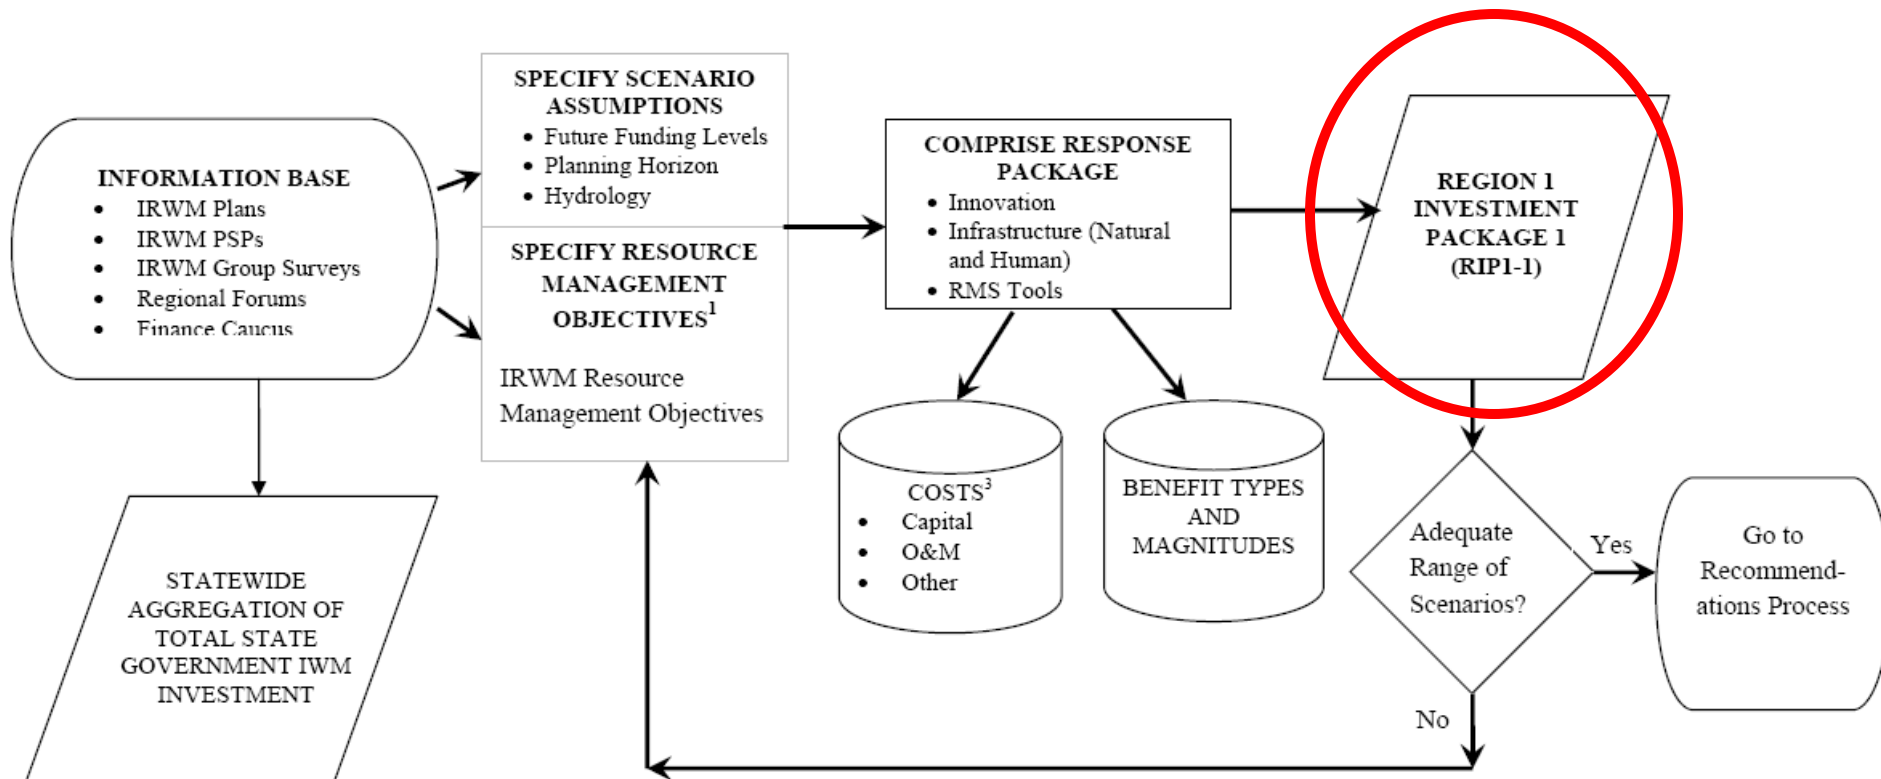 INFORMATION BASE
• IRWM Plans
• IRWM PSPs
• IRWM Group Surveys
• Regional Forums
• Finance Caucus
STATEWIDE
AGGREGATION OF
TOTAL STATE
GOVERNMENT IWM
INVESTMENT
SPECIFY SCENARIO
ASSUMPTIONS
• Future Funding Levels
• Planning Horizon
• Hydrology
SPECIFY RESOURCE
MANAGEMENT
OBJECTIVES¹
IRWM Resource
Management Objectives
COMPRISE RESPONSE
PACKAGE
• Innovation
• Infrastructure (Natural
and Human)
• RMS Tools
COSTS³
• Capital
• O&M
• Other
BENEFIT TYPES
AND
MAGNITUDES
REGION 1
INVESTMENT
PACKAGE 1
(RIP1-1)
Adequate
Range of
Scenarios?
Yes
No
Go to
Recommend-
ations Process